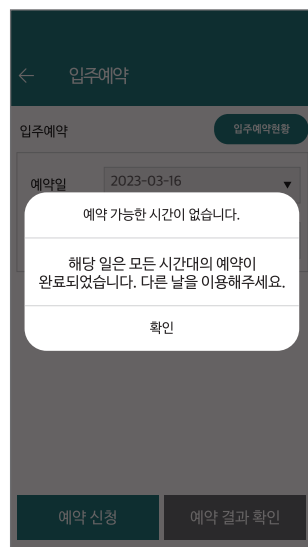 입주예약
입주예약
입주예약현황
예약일
2023-03-16
예약 가능한 시간이 없습니다.
해당 일은 모든 시간대의 예약이
완료되었습니다. 다른 날을 이용해주세요.
확인
예약 신청
예약 결과 확인